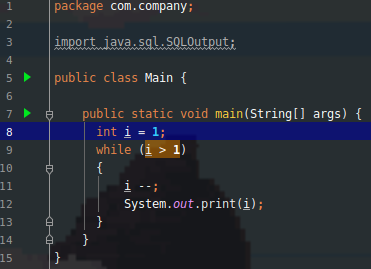 1 package com.company;
2
3 import java.sql.SQLOutput;
4
5 public class Main {
6
7 public static void main(String[] args) {
8 int i = 1;
9 while (i > 1)
10 {
11 i --;
12 System.out.print(i);
13 }
14 }
15 }